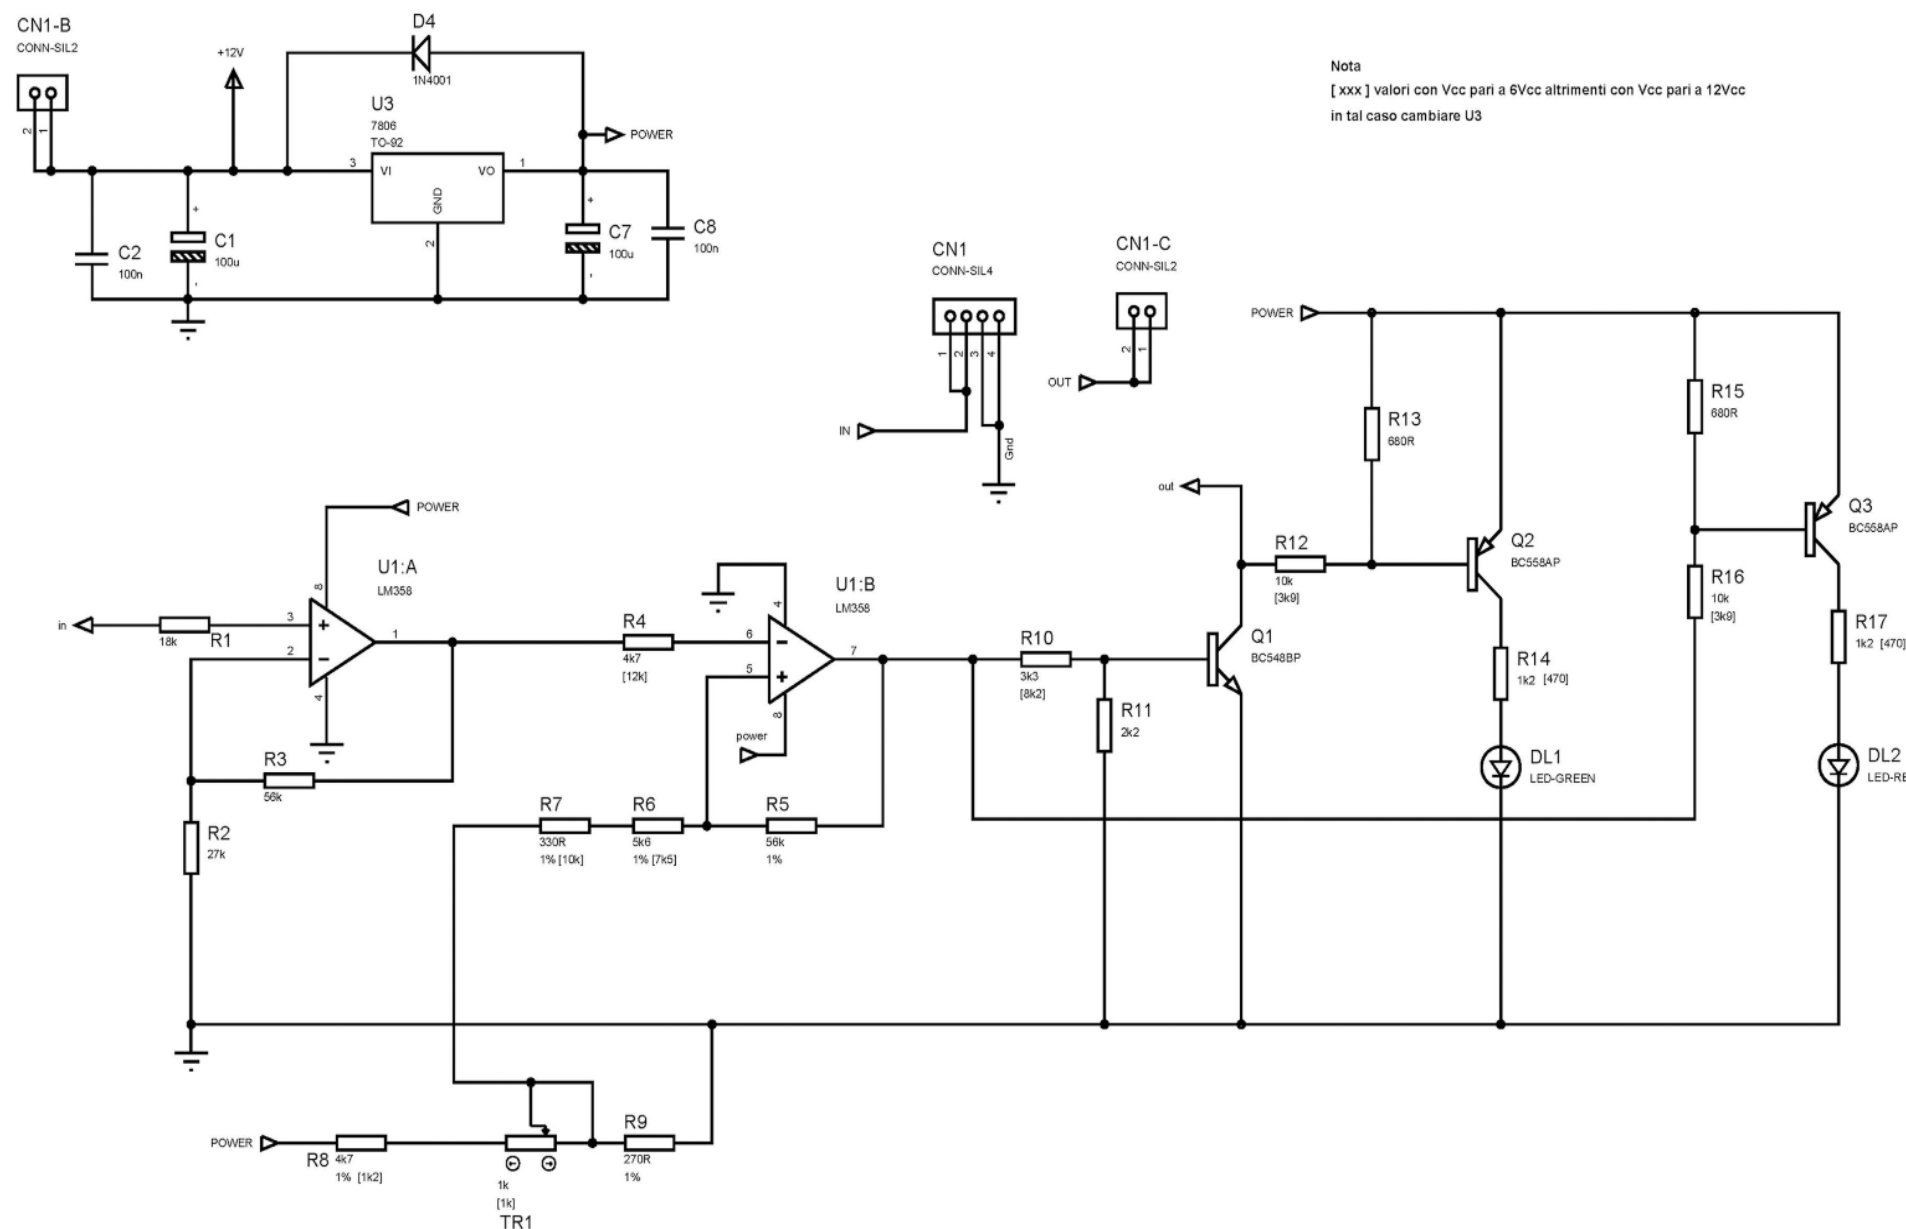 CN1-B
CONN-SIL2
2
1
+12V
D4
1N4001
U3
7806
TO-92
POWER
3
VI
VO
1
GND
2
C2
100n
+
C1
100u
-
+
C7
100u
-
C8
100n
Nota
[ xxx ] valori con Vcc pari a 6Vcc altrimenti con Vcc pari a 12Vcc
in tal caso cambiare U3
CN1
CONN-SIL4
1
2
3
4
IN
Gnd
CN1-C
CONN-SIL2
2
1
OUT
POWER
R13
680R
R15
680R
out
R12
10k
[3k9]
Q2
BC558AP
Q3
BC558AP
R16
10k
[3k9]
R17
1k2 [470]
R14
1k2 [470]
DL1
LED-GREEN
DL2
LED-RE
POWER
8
U1:A
LM358
in
18k
R1
3
+
2
-
1
4
R3
56k
R2
27k
R4
4k7
[12k]
U1:B
LM358
4
6
-
5
+
7
8
power
R7
330R
1% [10k]
R6
5k6
1% [7k5]
R5
56k
1%
R10
3k3
[8k2]
Q1
BC548BP
R11
2k2
POWER
R8
4k7
1% [1k2]
1k
[1k]
TR1
R9
270R
1%